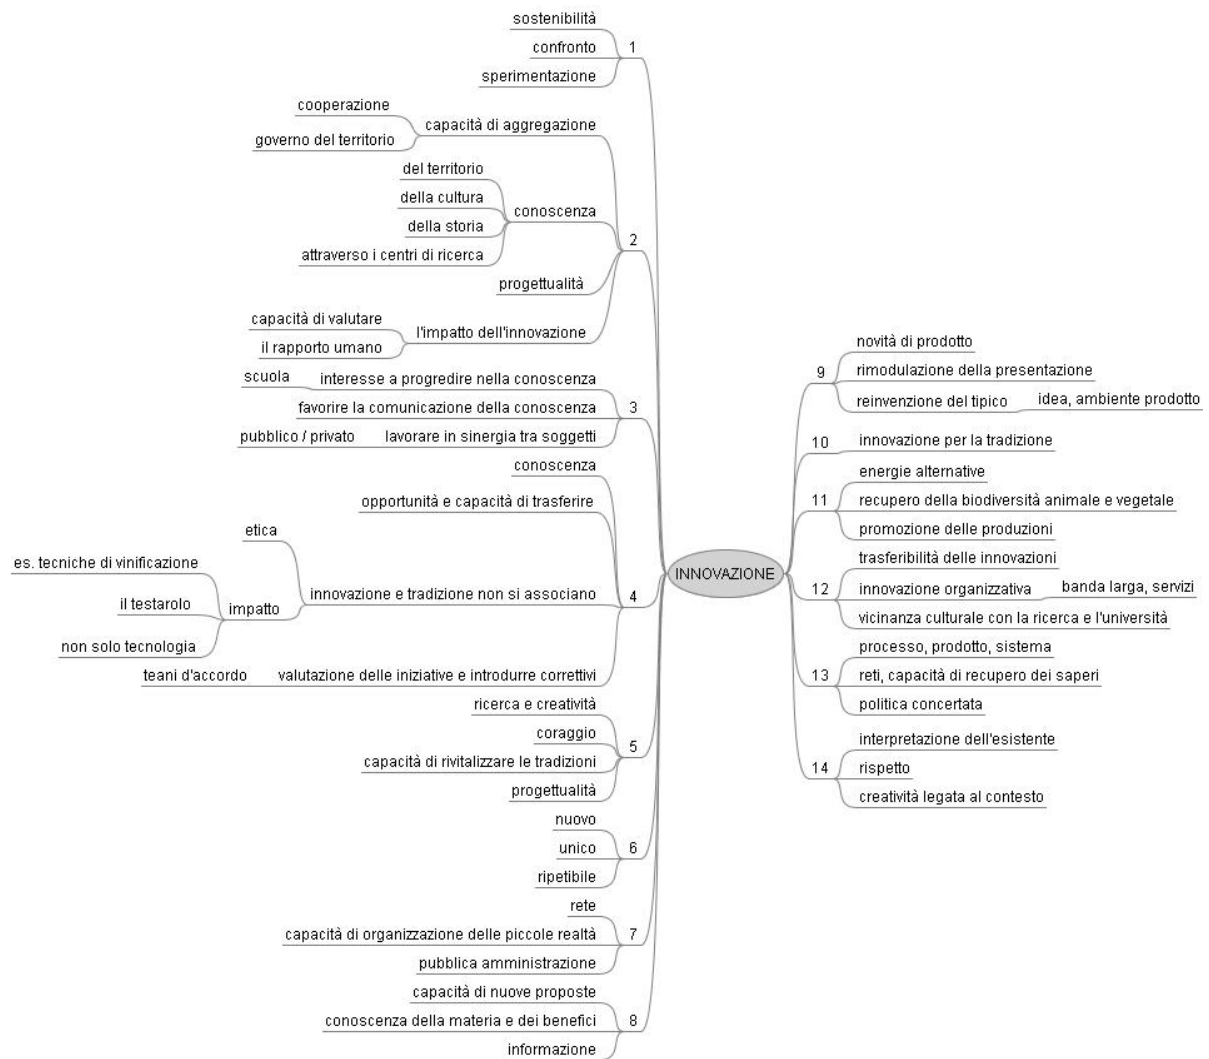 INNOVAZIONE
1
sostenibilità
confronto
sperimentazione
2
capacità di aggregazione
cooperazione
governo del territorio
conoscenza
del territorio
della cultura
della storia
attraverso i centri di ricerca
progettualità
l'impatto dell'innovazione
capacità di valutare
il rapporto umano
3
interesse a progredire nella conoscenza
scuola
favorire la comunicazione della conoscenza
lavorare in sinergia tra soggetti
pubblico / privato
4
conoscenza
opportunità e capacità di trasferire
innovazione e tradizione non si associano
etica
impatto
es. tecniche di vinificazione
il testarolo
non solo tecnologia
valutazione delle iniziative e introdurre correttivi
teani d'accordo
5
ricerca e creatività
coraggio
capacità di rivitalizzare le tradizioni
progettualità
6
nuovo
unico
ripetibile
7
rete
capacità di organizzazione delle piccole realtà
pubblica amministrazione
8
capacità di nuove proposte
conoscenza della materia e dei benefici
informazione
9
novità di prodotto
rimodulazione della presentazione
reinvenzione del tipico
idea, ambiente prodotto
10
innovazione per la tradizione
11
energie alternative
recupero della biodiversità animale e vegetale
promozione delle produzioni
12
trasferibilità delle innovazioni
innovazione organizzativa
banda larga, servizi
vicinanza culturale con la ricerca e l'università
13
processo, prodotto, sistema
reti, capacità di recupero dei saperi
politica concertata
14
interpretazione dell'esistente
rispetto
creatività legata al contesto